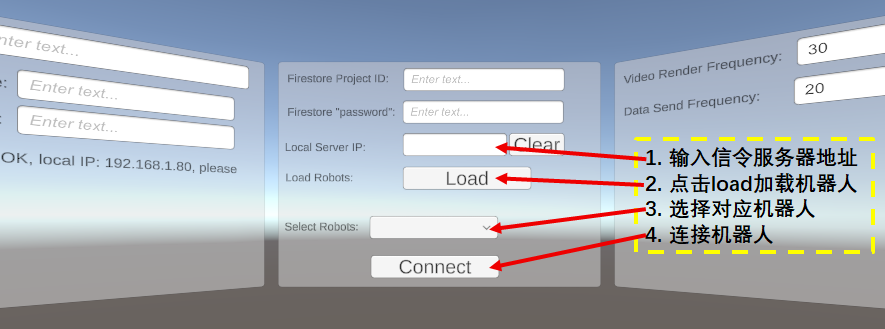 Enter text...
Enter text...
Enter text...
OK, local IP: 192.168.1.80, please
Firestore Project ID: Enter text...
Firestore "password": Enter text...
Local Server IP: Clear
Load Robots: Load
Select Robots:
Connect
Video Render Frequency: 30
Data Send Frequency: 20
1. 输入信令服务器地址
2. 点击load加载机器人
3. 选择对应机器人
4. 连接机器人